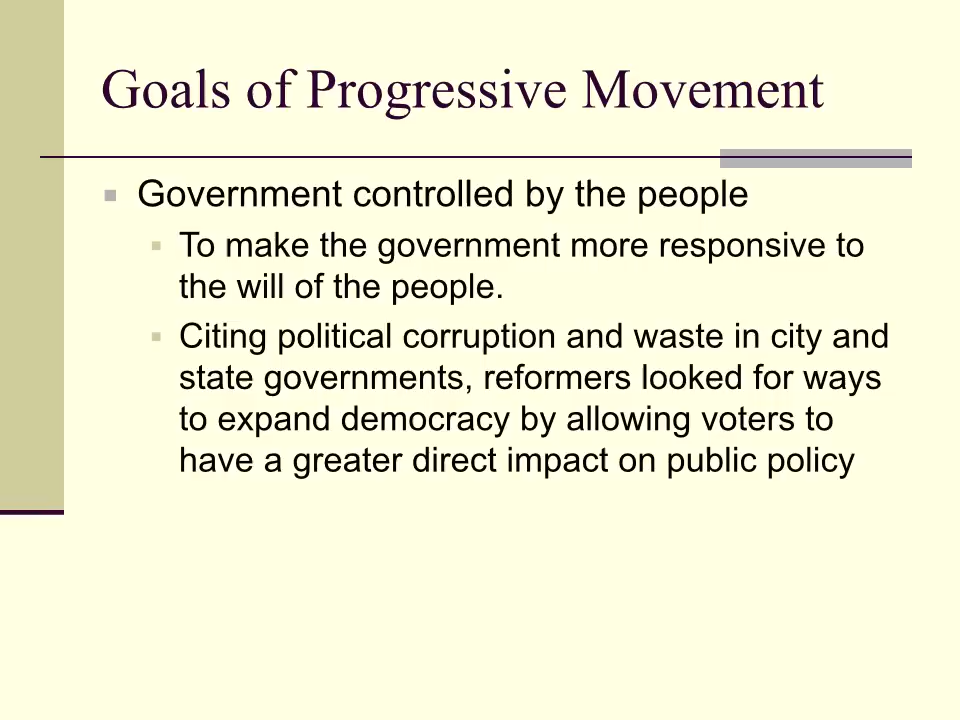 Goals of Progressive Movement
Government controlled by the people
To make the government more responsive to
the will of the people.
Citing political corruption and waste in city and
state governments, reformers looked for ways
to expand democracy by allowing voters to
have a greater direct impact on public policy